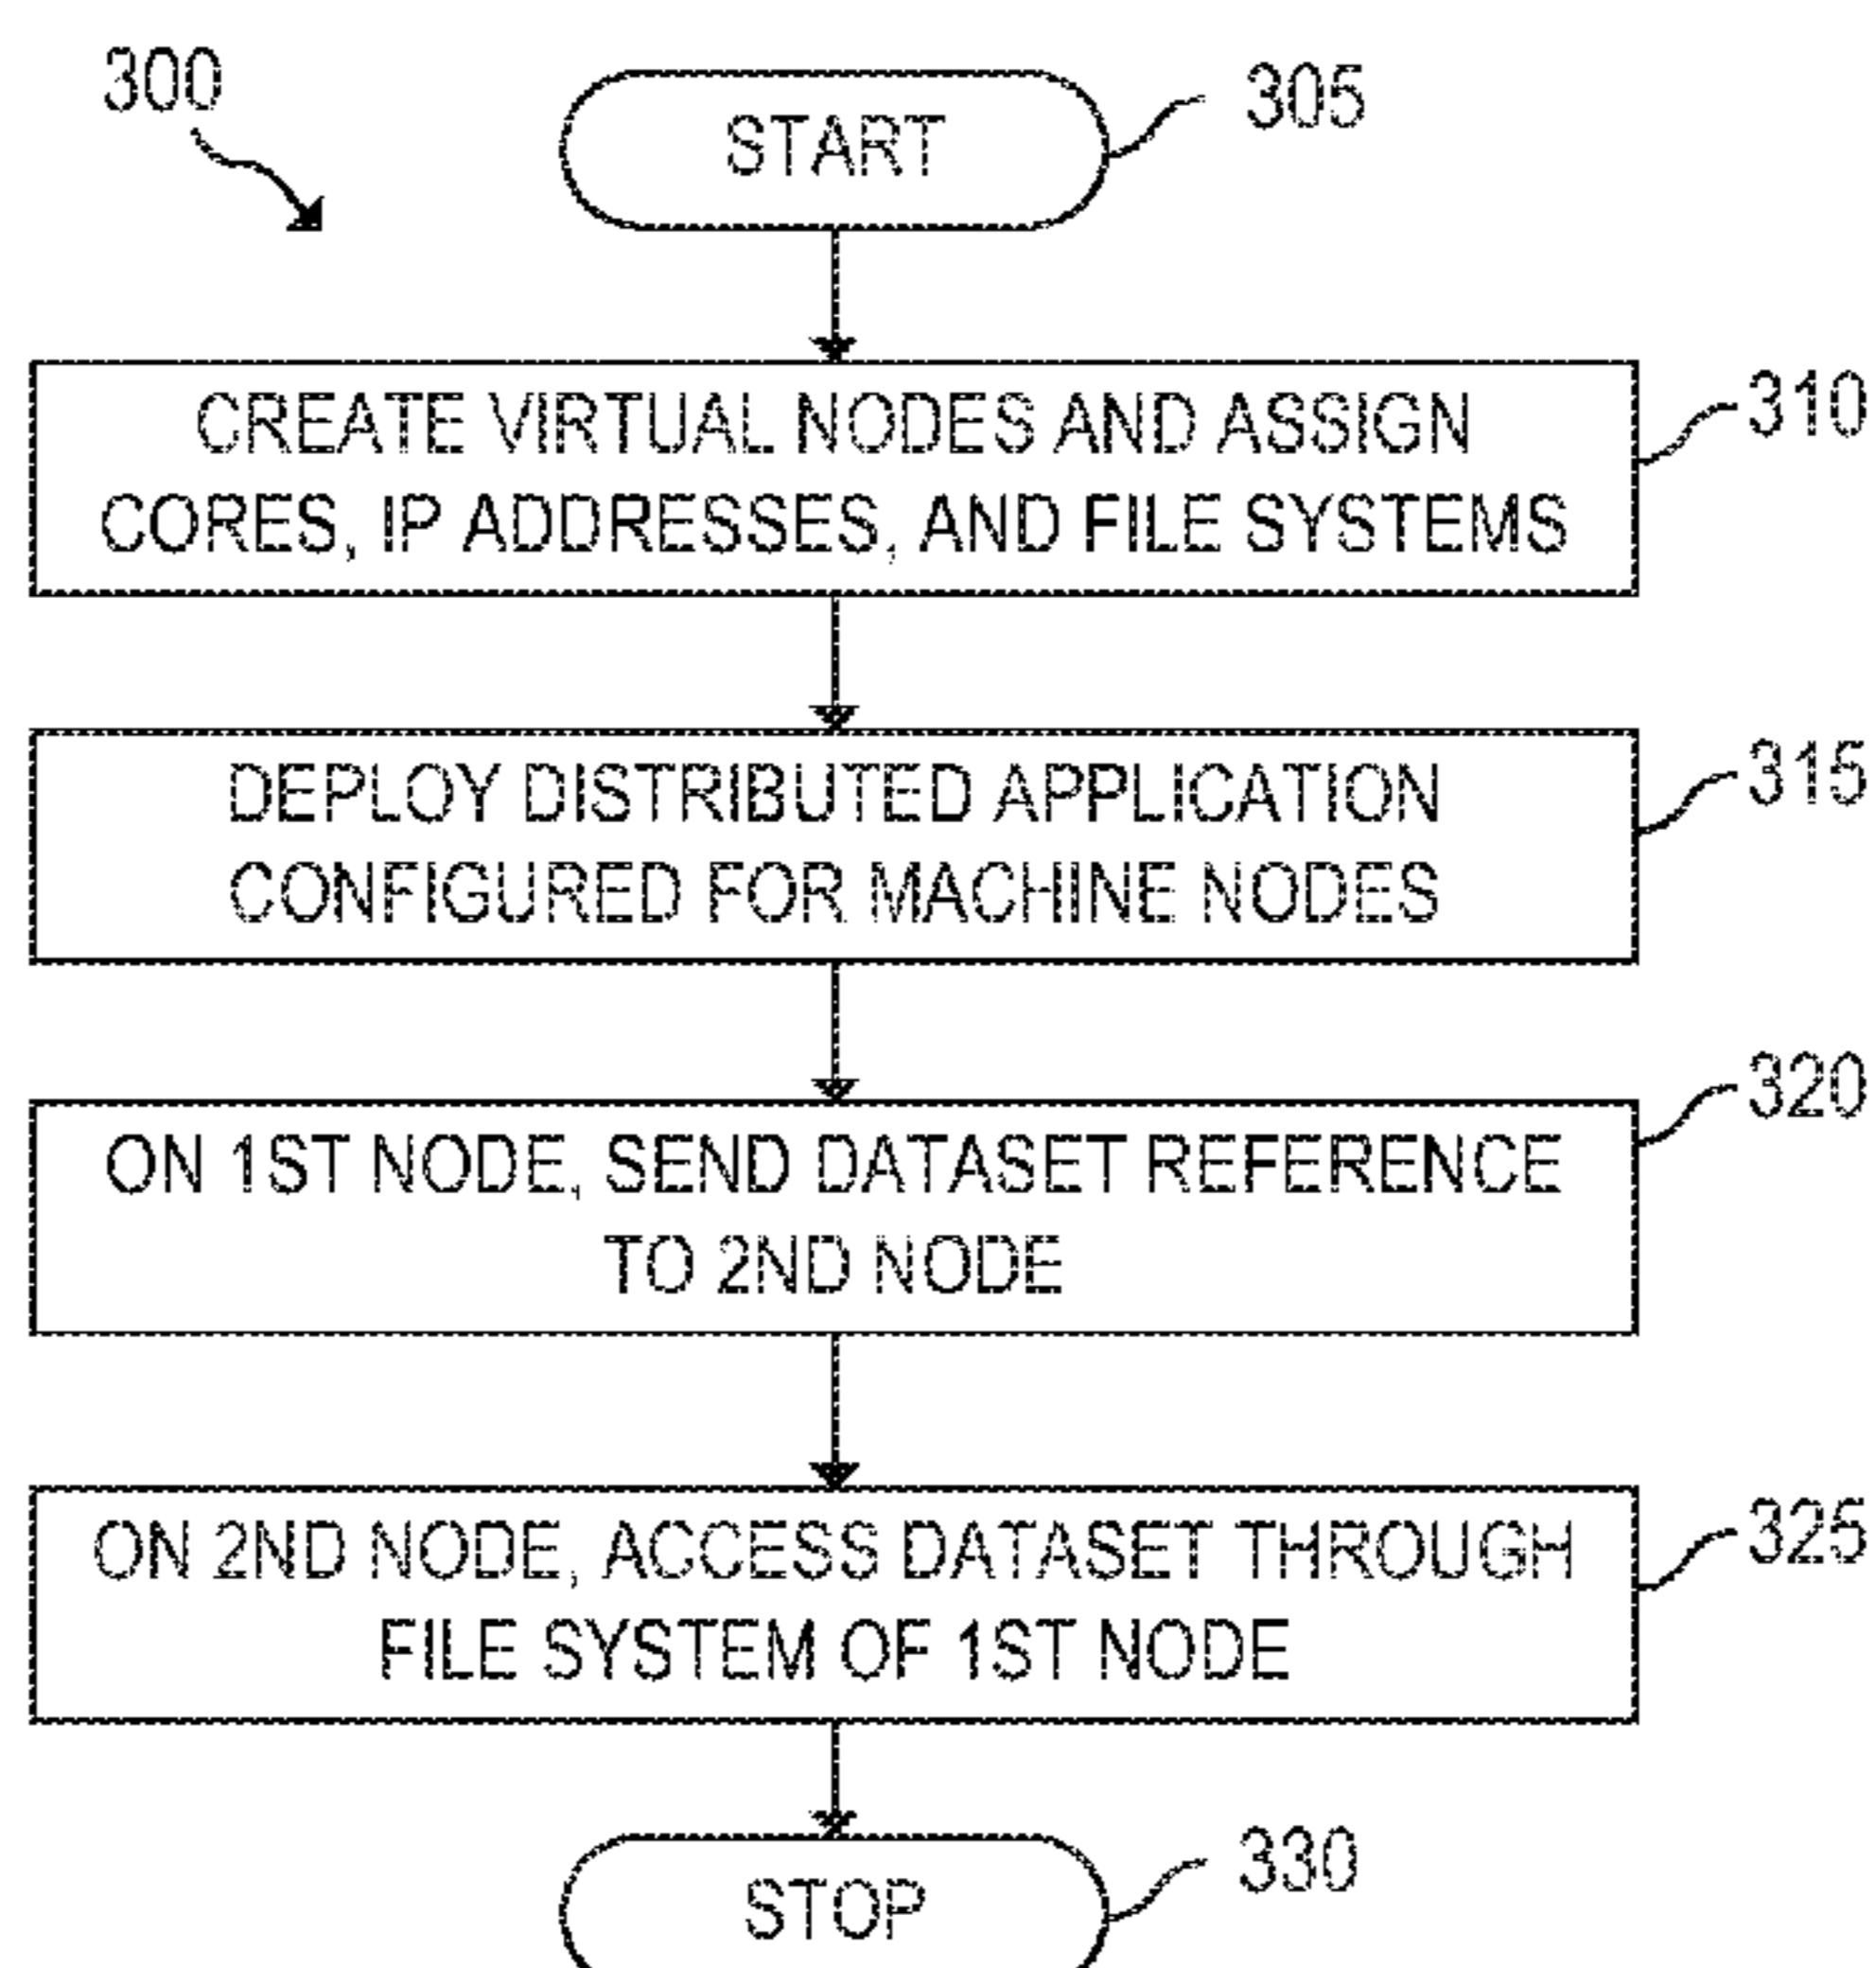 300
START
305
CREATE VIRTUAL NODES AND ASSIGN
CORES, IP ADDRESSES, AND FILE SYSTEMS
310
DEPLOY DISTRIBUTED APPLICATION
CONFIGURED FOR MACHINE NODES
315
ON 1ST NODE, SEND DATASET REFERENCE
TO 2ND NODE
320
ON 2ND NODE, ACCESS DATASET THROUGH
FILE SYSTEM OF 1ST NODE
325
STOP
330